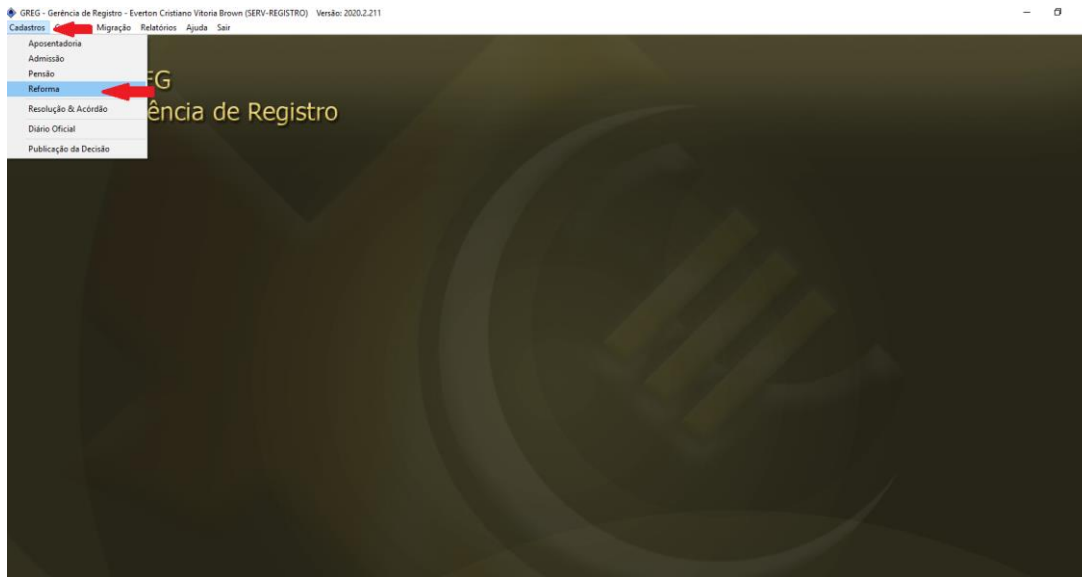 GREG - Gerência de Registro - Everton Cristiano Vitoria Brown (SERV-REGISTRO) Versão: 2020.2.211
Cadastros Migração Relatórios Ajuda Sair
Aposentadoria
Admissão
Pensão
Reforma
Resolução & Acórdão
Diário Oficial
Publicação da Decisão
EG
ência de Registro